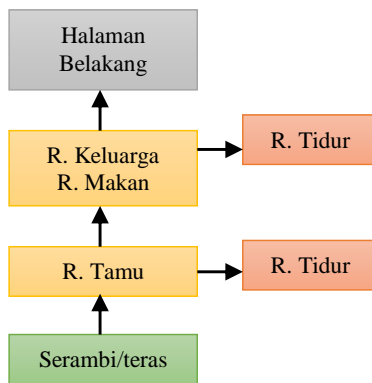 Halaman
Belakang
R. Keluarga
R. Makan
R. Tidur
R. Tamu
R. Tidur
Serambi/teras